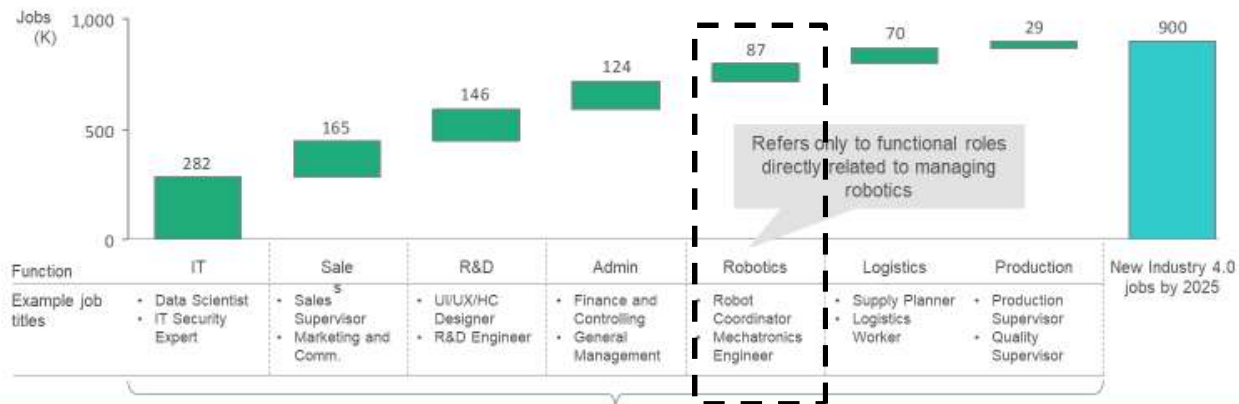 Jobs
(K)
1,000
500
0
282
165
146
124
87
70
29
900
Refers only to functional roles
directly related to managing
robotics
Function
IT
Sale
s
R&D
Admin
Robotics
Logistics
Production
New Industry 4.0
jobs by 2025
Example job
titles
• Data Scientist
• IT Security
Expert
• Sales
Supervisor
• Marketing and
Comm.
• UI/UX/HC
Designer
• R&D Engineer
• Finance and
Controlling
• General
Management
• Robot
Coordinator
• Mechatronics
Engineer
• Supply Planner
• Logistics
Worker
• Production
Supervisor
• Quality
Supervisor